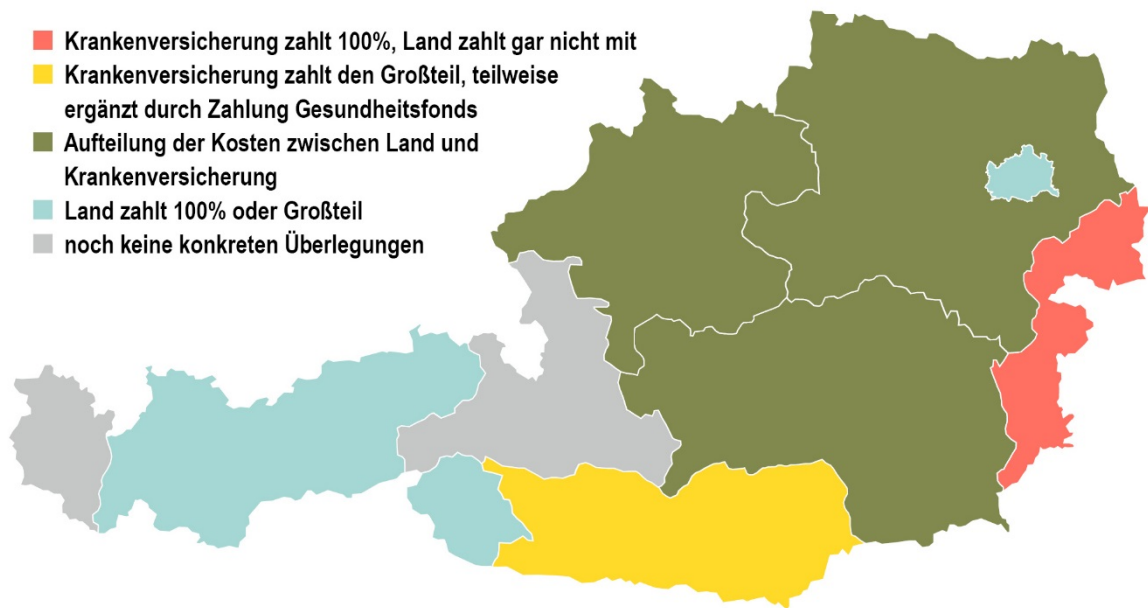 Krankenversicherung zahlt 100%, Land zahlt gar nicht mit
Krankenversicherung zahlt den Großteil, teilweise
ergänzt durch Zahlung Gesundheitsfonds
Aufteilung der Kosten zwischen Land und
Krankenversicherung
Land zahlt 100% oder Großteil
noch keine konkreten Überlegungen